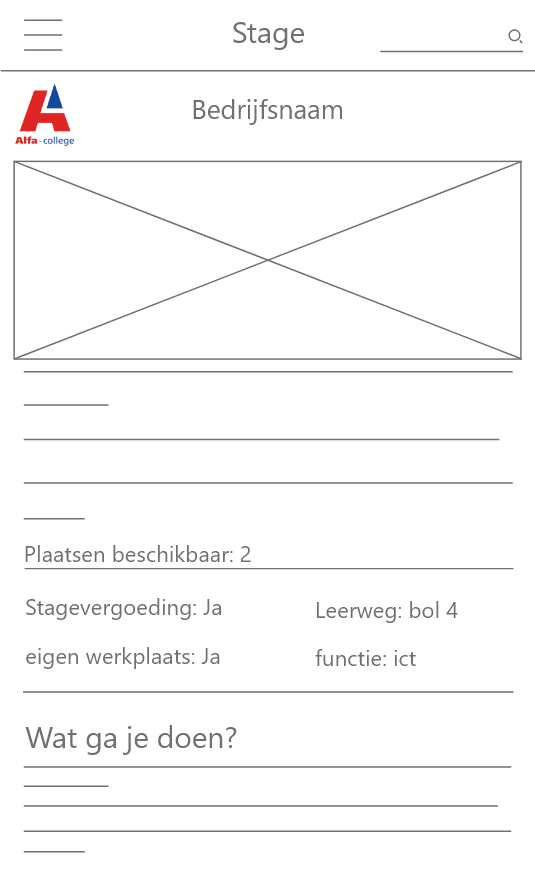 Stage
Alfa-college
Bedrijfsnaam
Plaatsen beschikbaar: 2
Stagevergoeding: Ja
Leerweg: bol 4
eigen werkplaats: Ja
functie: ict
Wat ga je doen?